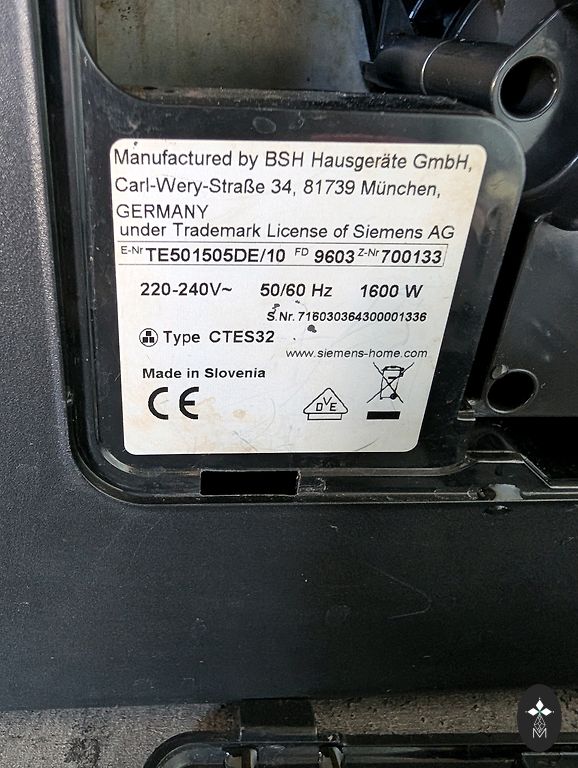 Manufactured by BSH Hausgeräte GmbH,
Carl-Wery-Straße 34, 81739 München,
GERMANY
under Trademark License of Siemens AG
E-Nr TE501505DE/10 FD 9603 Z-Nr 700133
220-240V~ 50/60 Hz 1600 W
S.Nr. 716030364300001336
Type CTES32
www.siemens-home.com
Made in Slovenia
CE
DVE
M